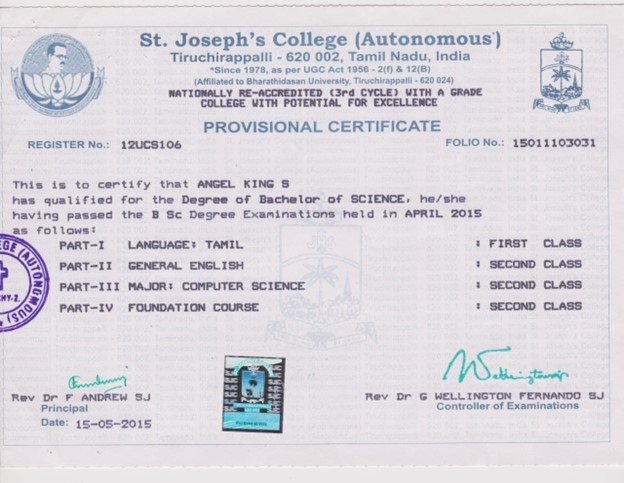 St. Joseph's College (Autonomous)
Tiruchirappalli - 620 002, Tamil Nadu, India
*Since 1978, as per UGC Act 1956 - 2(f) & 12(B)
(Affiliated to Bharathidasan University, Tiruchirappalli - 620 024)
NATIONALLY RE-ACCREDITED (3rd CYCLE) WITH A GRADE
COLLEGE WITH POTENTIAL FOR EXCELLENCE
PROVISIONAL CERTIFICATE
REGISTER No.: 12UCS106 FOLIO No.: 15011103031
This is to certify that ANGEL KING S
has qualified for the Degree of Bachelor of SCIENCE, he/she
having passed the B Sc Degree Examinations held in APRIL 2015
as follows:
PART-I LANGUAGE: TAMIL : FIRST CLASS
PART-II GENERAL ENGLISH : SECOND CLASS
PART-III MAJOR: COMPUTER SCIENCE : SECOND CLASS
PART-IV FOUNDATION COURSE : SECOND CLASS
EGE (AUTONOMOUS)
HY-2
Rev Dr F ANDREW SJ Rev Dr G WELLINGTON FERNANDO SJ
Principal Controller of Examinations
Date: 15-05-2015